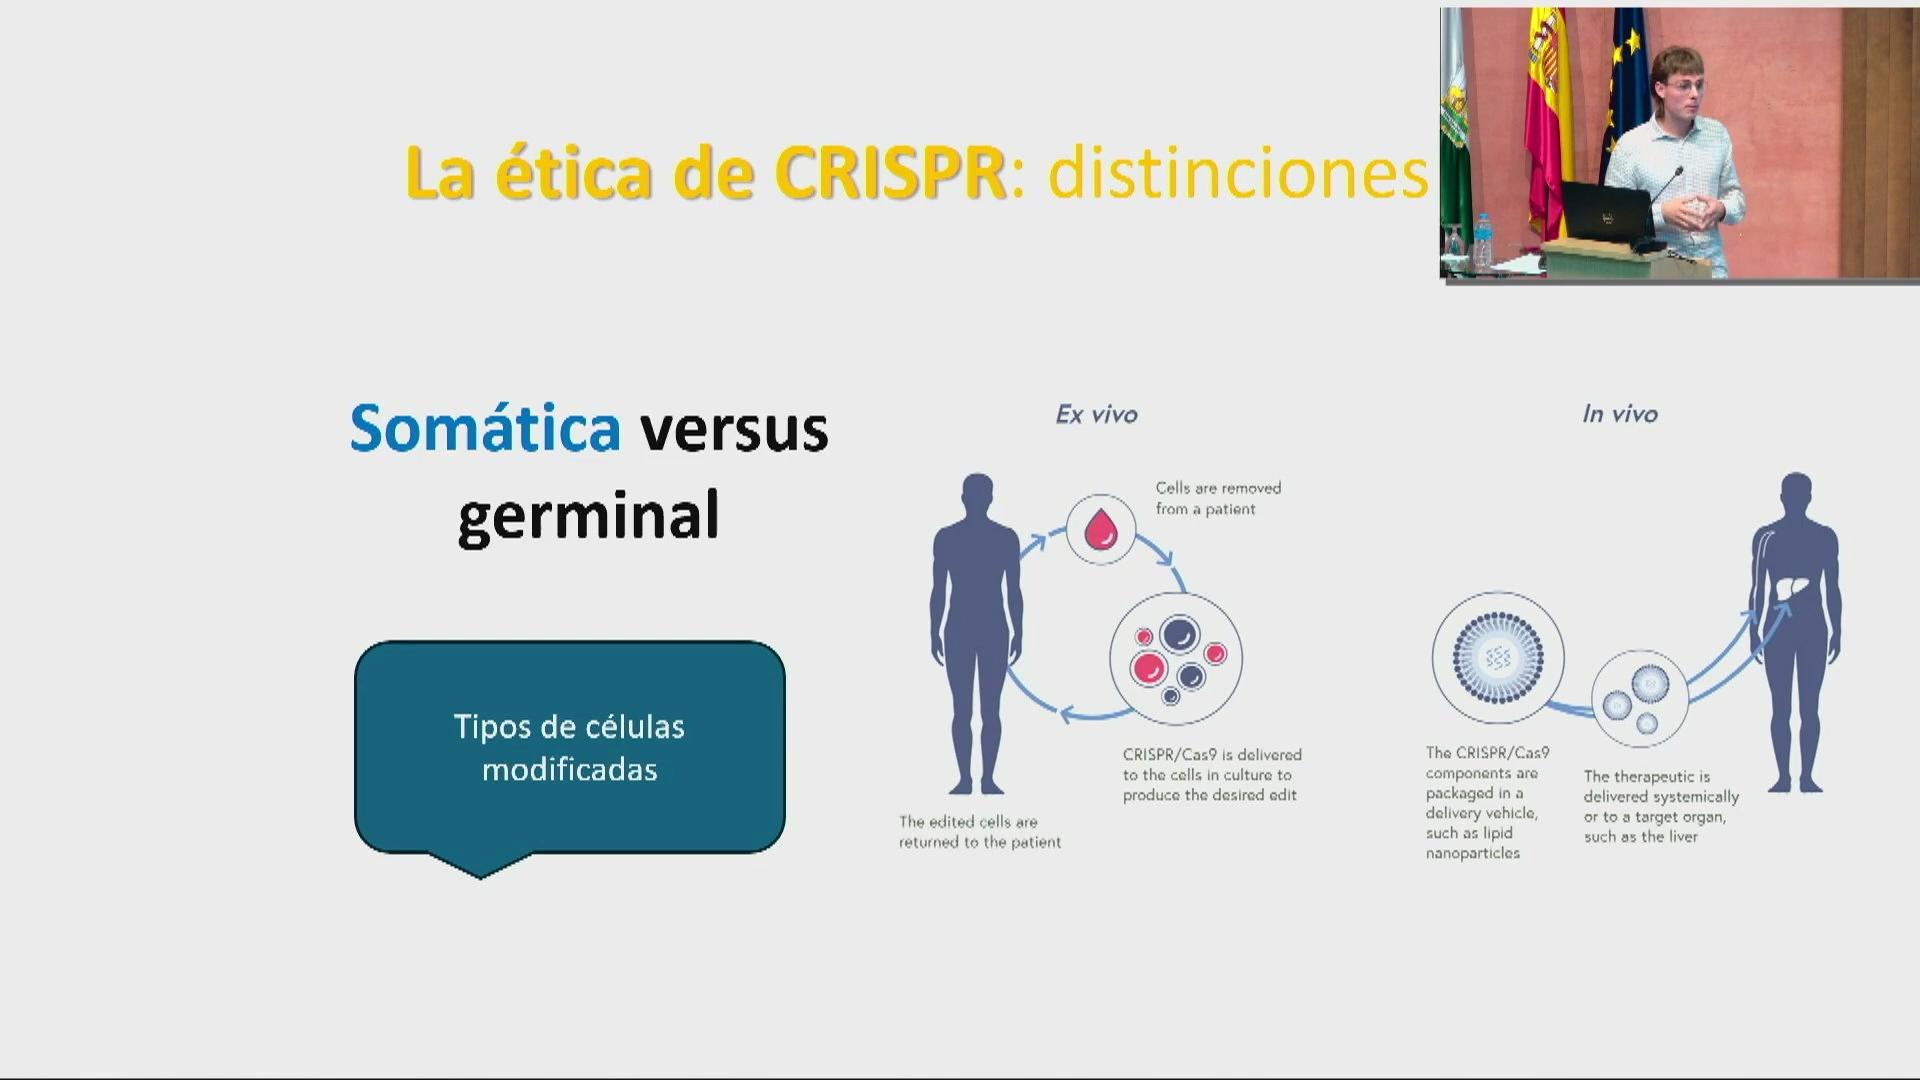 La ética de CRISPR: distinciones
Somática versus
germinal
Tipos de células
modificadas
Ex vivo
Cells are removed
from a patient
CRISPR/Cas9 is delivered
to the cells in culture to
produce the desired edit
The edited cells are
returned to the patient
In vivo
The CRISPR/Cas9
components are
packaged in a
delivery vehicle,
such as lipid
nanoparticles
The therapeutic is
delivered systemically
or to a target organ,
such as the liver